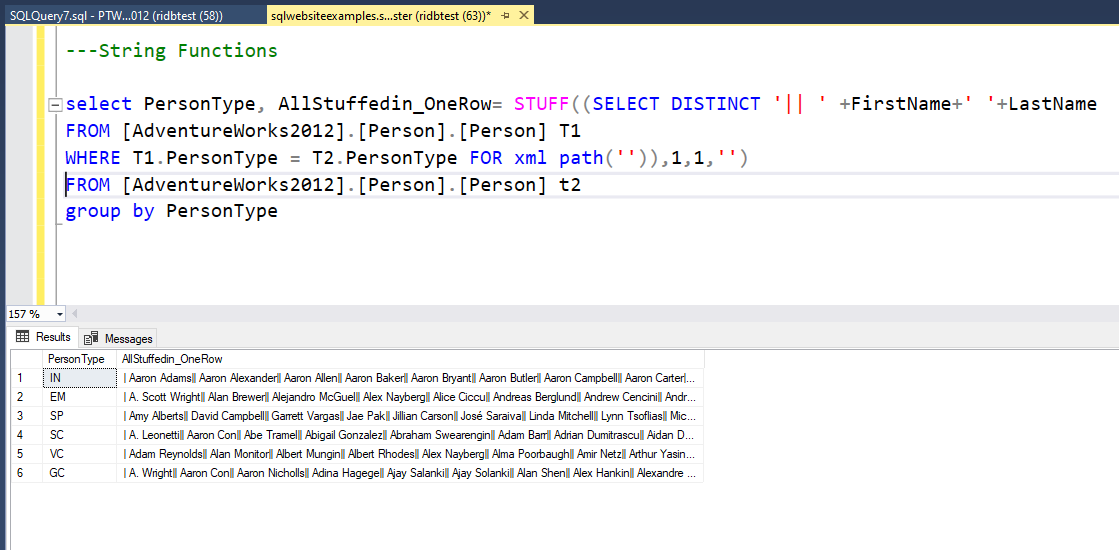 SQLQuery7.sql - PTW...012 (ridbtest (58))
sqlwebsiteexamples.s...ster (ridbtest (63))*
---String Functions
select PersonType, AllStuffedin_OneRow= STUFF((SELECT DISTINCT '|| ' +FirstName+' '+LastName
FROM [AdventureWorks2012].[Person].[Person] T1
WHERE T1.PersonType = T2.PersonType FOR xml path('')),1,1,'')
FROM [AdventureWorks2012].[Person].[Person] t2
group by PersonType
157 %
Results Messages
PersonType AllStuffedin_OneRow
1 IN | Aaron Adams|| Aaron Alexander|| Aaron Allen|| Aaron Baker|| Aaron Bryant|| Aaron Butler|| Aaron Campbell|| Aaron Carter|...
2 EM | A. Scott Wright|| Alan Brewer|| Alejandro McGuel|| Alex Nayberg|| Alice Ciccu|| Andreas Berglund|| Andrew Cencini|| Andr...
3 SP | Amy Alberts|| David Campbell|| Garrett Vargas|| Jae Pak|| Jillian Carson|| José Saraiva|| Linda Mitchell|| Lynn Tsoflias|| Mic...
4 SC | A. Leonetti|| Aaron Con|| Abe Tramel|| Abigail Gonzalez|| Abraham Swearengin|| Adam Barr|| Adrian Dumitrascu|| Aidan D...
5 VC | Adam Reynolds|| Alan Monitor|| Albert Mungin|| Albert Rhodes|| Alex Nayberg|| Alma Poorbaugh|| Amir Netz|| Arthur Yasin...
6 GC | A. Wright|| Aaron Con|| Aaron Nicholls|| Adina Hagege|| Ajay Salanki|| Ajay Solanki|| Alan Shen|| Alex Hankin|| Alexandre ...